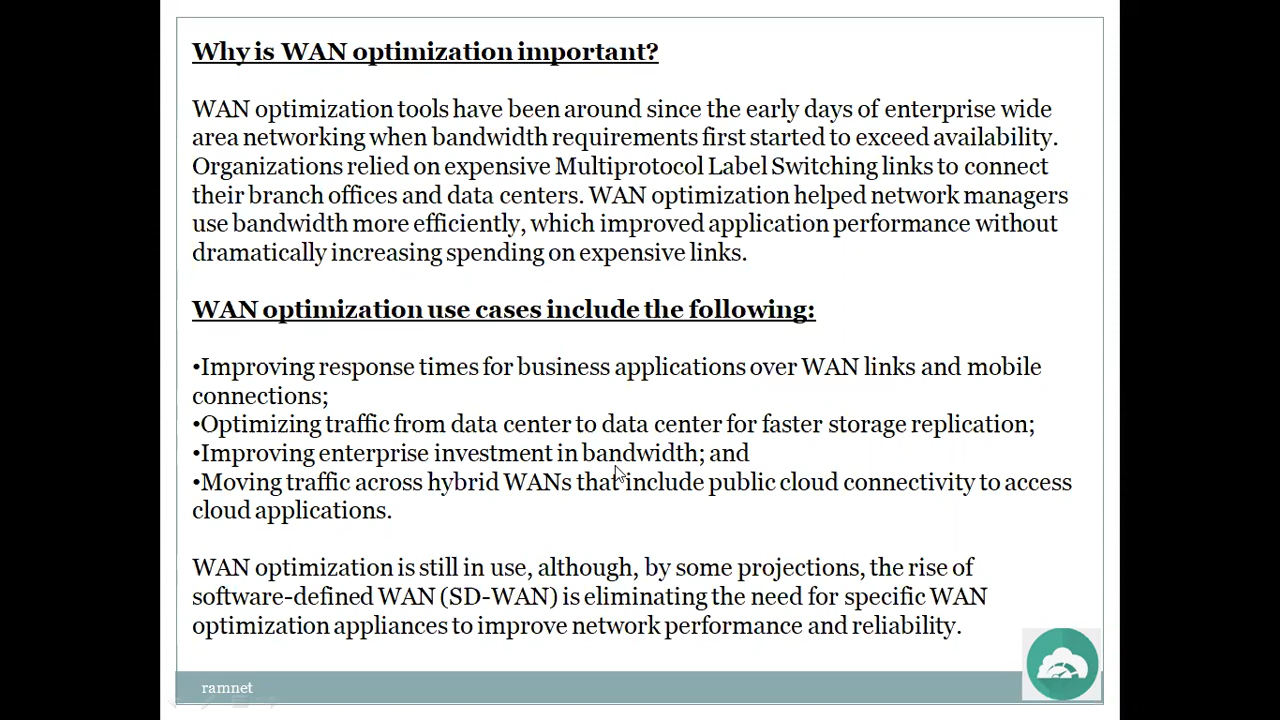 Why is WAN optimization important?
WAN optimization tools have been around since the early days of enterprise wide
area networking when bandwidth requirements first started to exceed availability.
Organizations relied on expensive Multiprotocol Label Switching links to connect
their branch offices and data centers. WAN optimization helped network managers
use bandwidth more efficiently, which improved application performance without
dramatically increasing spending on expensive links.
WAN optimization use cases include the following:
•Improving response times for business applications over WAN links and mobile
connections;
•Optimizing traffic from data center to data center for faster storage replication;
•Improving enterprise investment in bandwidth; and
•Moving traffic across hybrid WANs that include public cloud connectivity to access
cloud applications.
WAN optimization is still in use, although, by some projections, the rise of
software-defined WAN (SD-WAN) is eliminating the need for specific WAN
optimization appliances to improve network performance and reliability.
ramnet